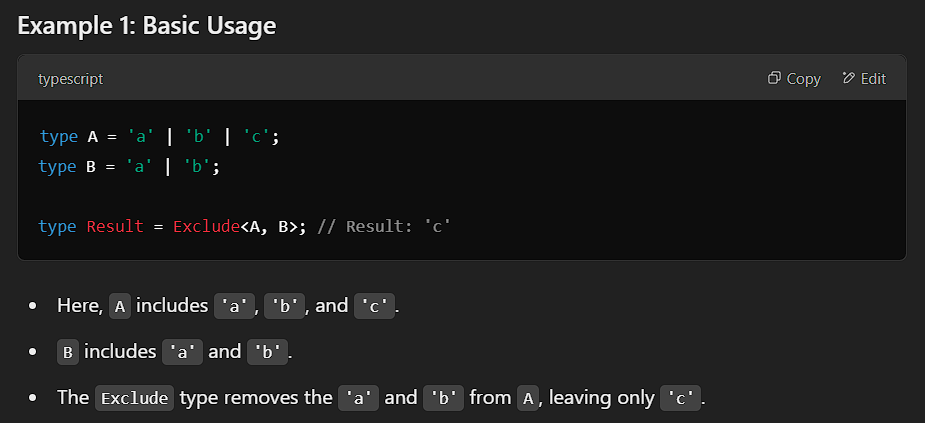 Example 1: Basic Usage
typescript Copy Edit
type A = 'a' | 'b' | 'c';
type B = 'a' | 'b';
type Result = Exclude<A, B>; // Result: 'c'
• Here, A includes 'a', 'b', and 'c'.
• B includes 'a' and 'b'.
• The Exclude type removes the 'a' and 'b' from A, leaving only 'c'.